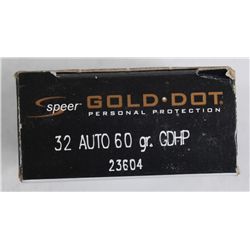 speer GOLD DOT
PERSONAL PROTECTION
32 AUTO 60 gr. GDHP
23604